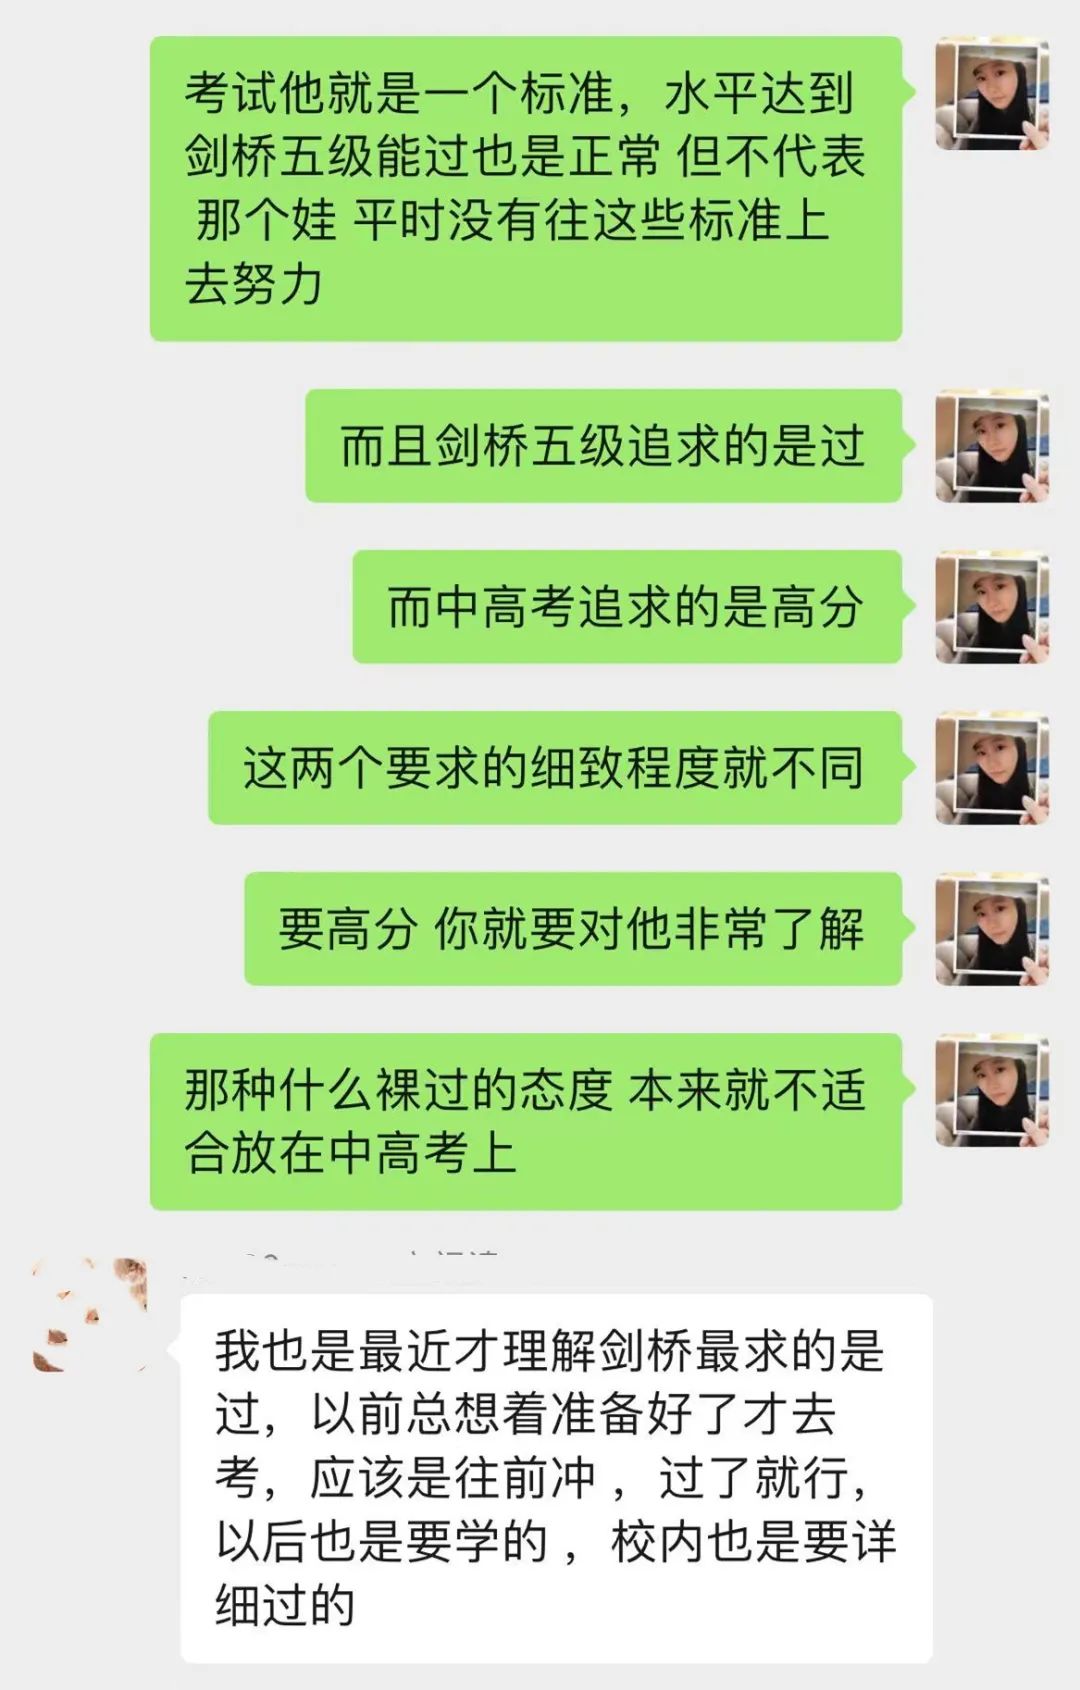 考试他就是一个标准，水平达到
剑桥五级能过也是正常 但不代表
那个娃 平时没有往这些标准上
去努力
而且剑桥五级追求的是过
而中高考追求的是高分
这两个要求的细致程度就不同
要高分 你就要对他非常了解
那种什么裸过的态度 本来就不适
合放在中高考上
我也是最近才理解剑桥最求的是
过，以前总想着准备好了才去
考，应该是往前冲 ，过了就行，
以后也是要学的 ，校内也是要详
细过的